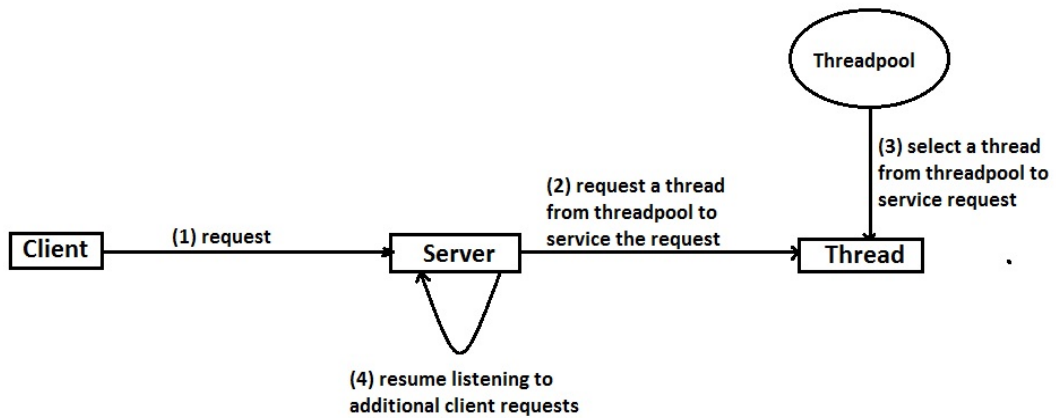 Threadpool
(3) select a thread
from threadpool to
service request
(2) request a thread
from threadpool to
service the request
(1) request
Client
Server
Thread
(4) resume listening to
additional client requests